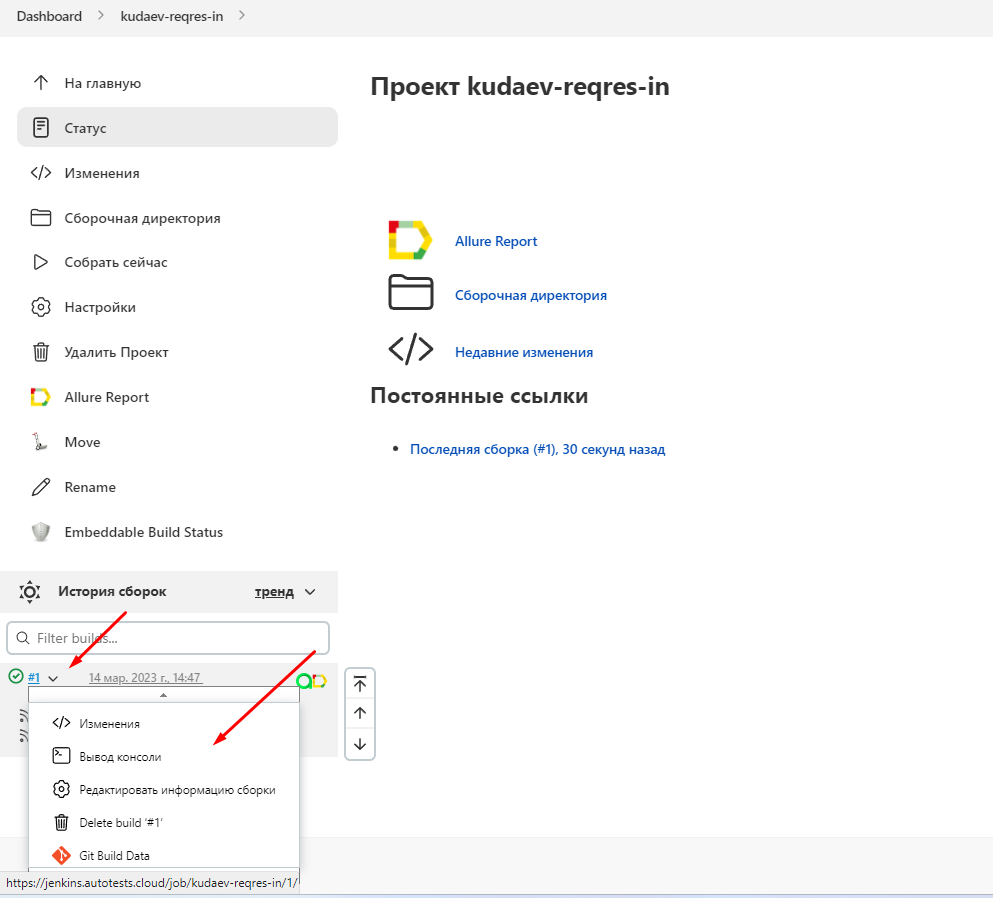 Dashboard > kudaev-reqres-in >
На главную
Статус
Изменения
Сборочная директория
Собрать сейчас
Настройки
Удалить Проект
Allure Report
Move
Rename
Embeddable Build Status
Проект kudaev-reqres-in
Allure Report
Сборочная директория
Недавние изменения
Постоянные ссылки
• Последняя сборка (#1), 30 секунд назад
История сборок тренд
Filter builds...
#1 14 мар. 2023 г., 14:47
Изменения
Вывод консоли
Редактировать информацию сборки
Delete build ‘#1’
Git Build Data
https://jenkins.autotests.cloud/job/kudaev-reqres-in/1/